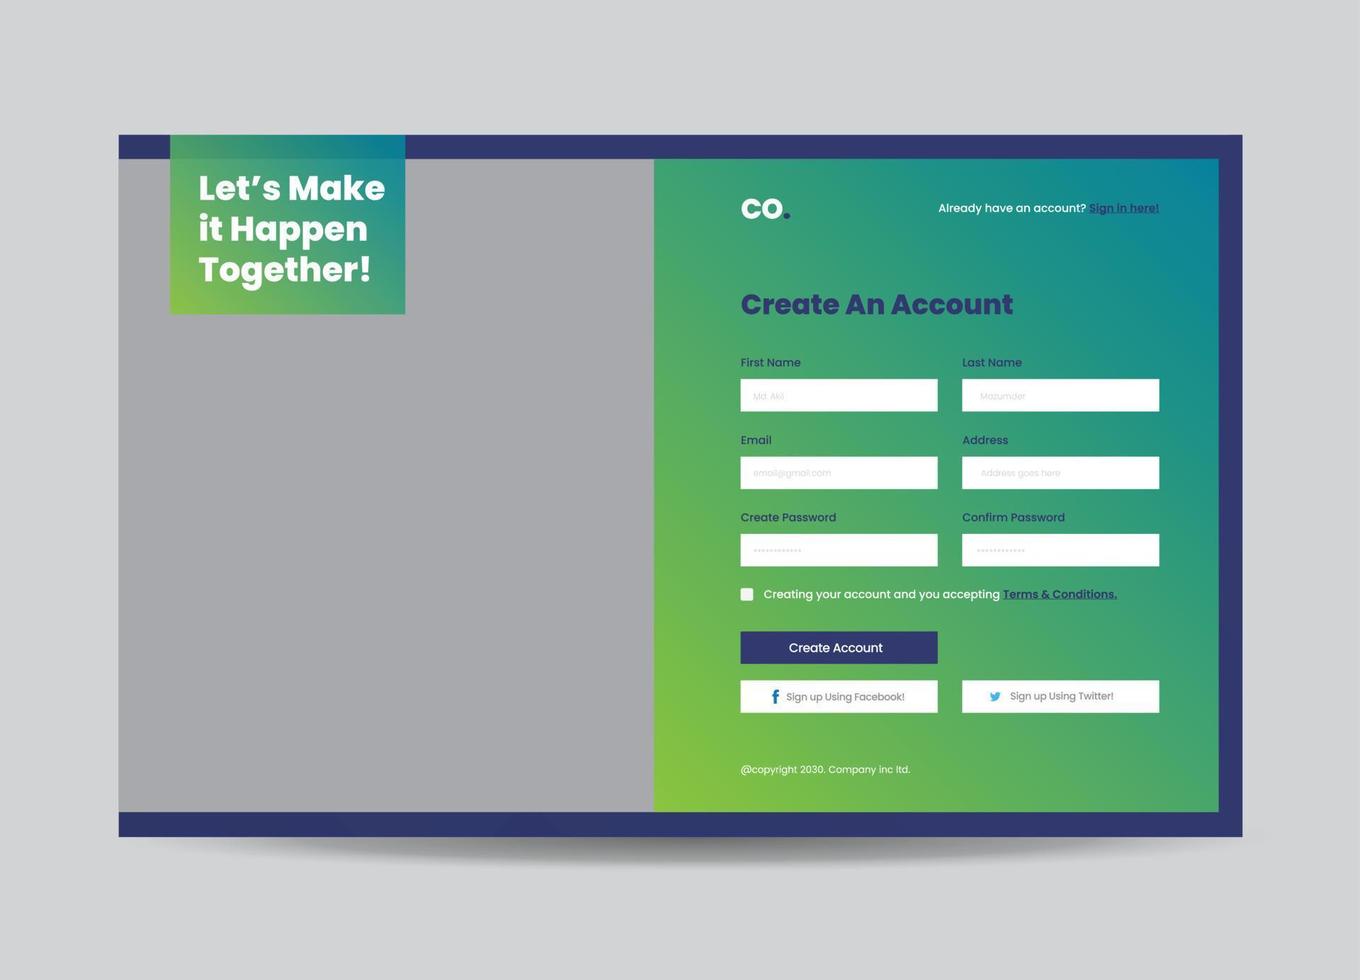 Let’s Make
it Happen
Together!
CO.
Already have an account? Sign in here!
Create An Account
First Name
Last Name
Md. Akil
Mazumder
Email
Address
email@gmail.com
Address goes here
Create Password
Confirm Password
************
************
Creating your account and you accepting Terms & Conditions.
Create Account
Sign up Using Facebook!
Sign up Using Twitter!
@copyright 2030. Company inc ltd.